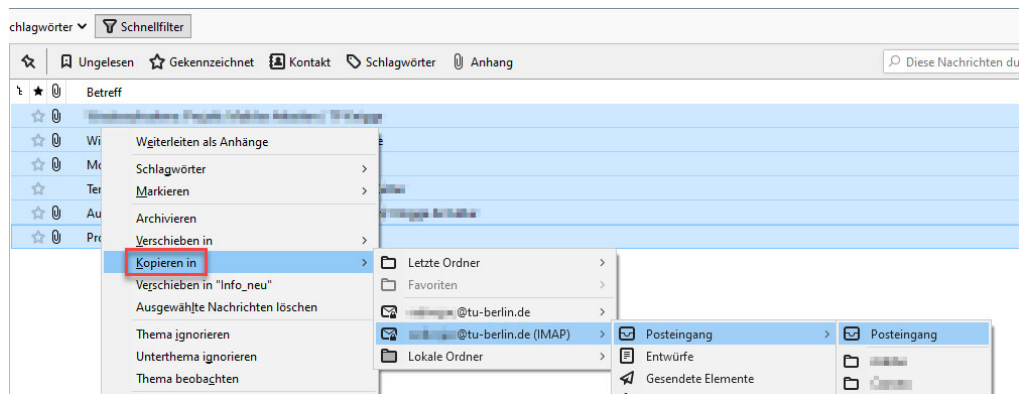 chlagwörter Schnellfilter
Ungelesen Gekennzeichnet Kontakt Schlagwörter Anhang Diese Nachrichten du
Betreff
Wi
Mo
Ter
Au
Pro
Weiterleiten als Anhänge
Schlagwörter
Markieren
Archivieren
Verschieben in
Kopieren in
Verschieben in "Info_neu"
Ausgewählte Nachrichten löschen
Thema ignorieren
Unterthema ignorieren
Thema beobachten
Letzte Ordner
Favoriten
@tu-berlin.de
@tu-berlin.de (IMAP)
Lokale Ordner
Posteingang
Entwürfe
Gesendete Elemente
Posteingang